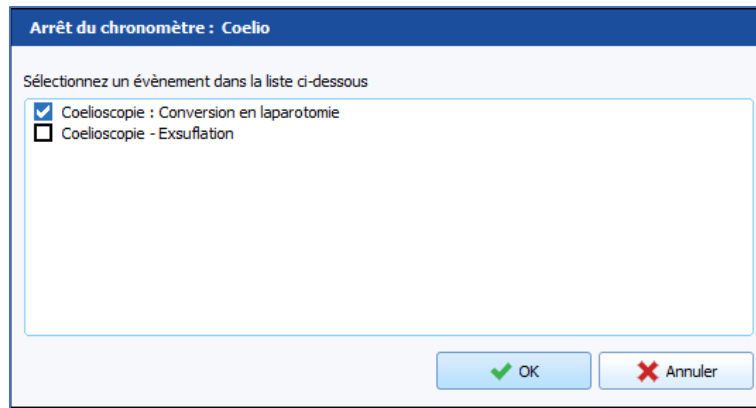 Arrêt du chronomètre : Coelio
Sélectionnez un évènement dans la liste ci-dessous
Coelioscopie : Conversion en laparotomie
Coelioscopie - Exsuflation
OK
Annuler